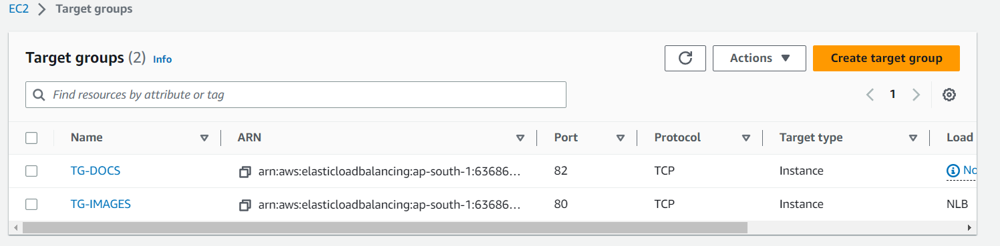 EC2 > Target groups
Target groups (2) Info
Actions
Create target group
Find resources by attribute or tag
1
Name ARN Port Protocol Target type Load
TG-DOCS arn:aws:elasticloadbalancing:ap-south-1:63686… 82 TCP Instance No
TG-IMAGES arn:aws:elasticloadbalancing:ap-south-1:63686… 80 TCP Instance NLB